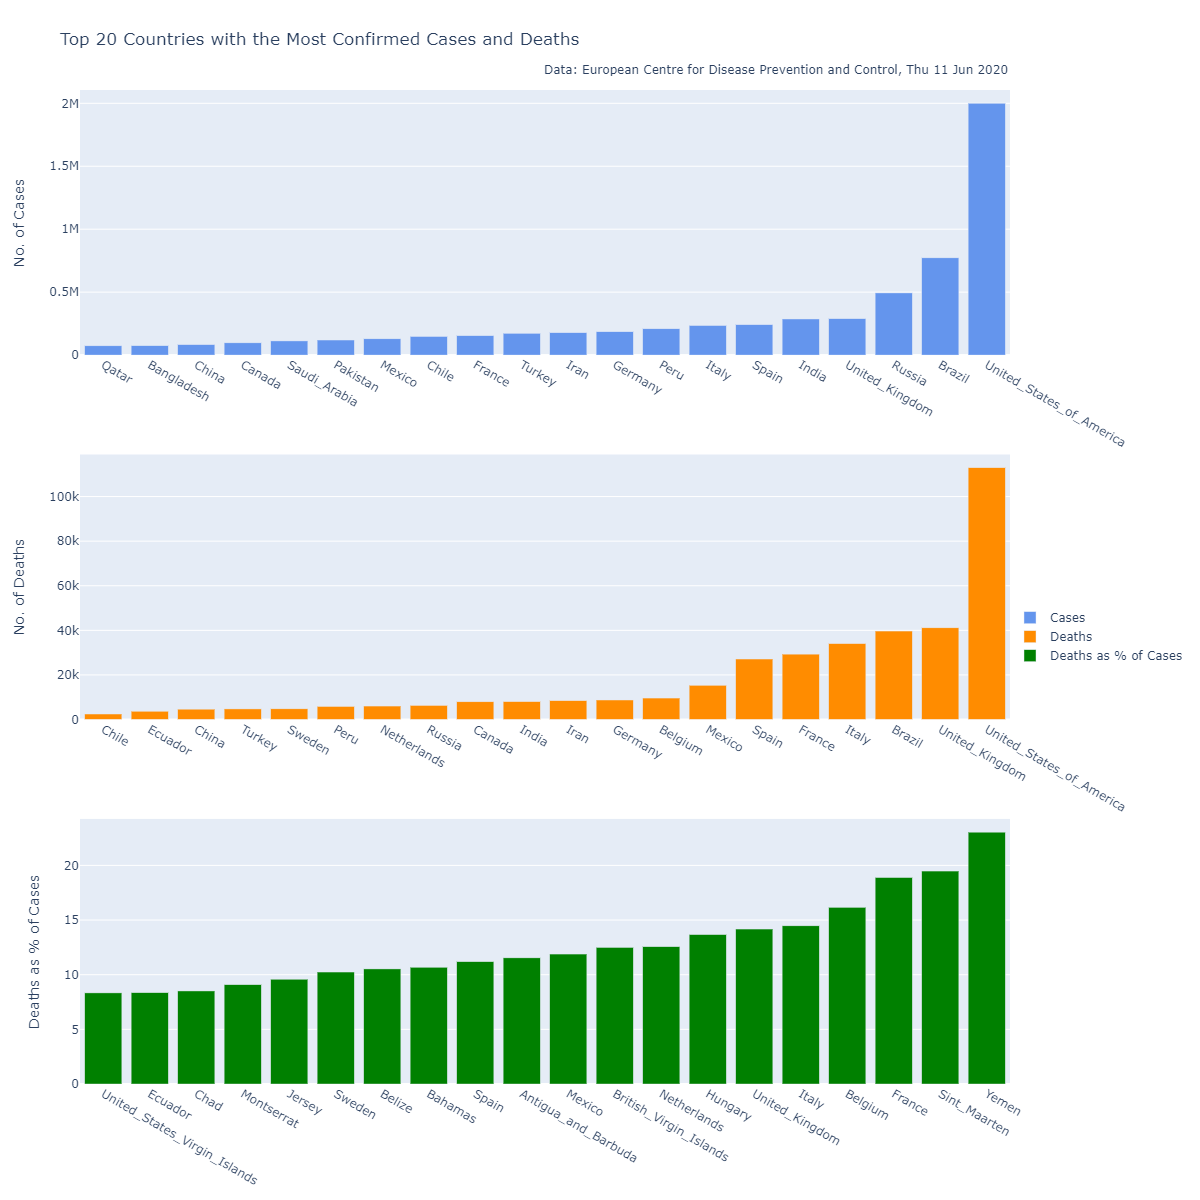 Top 20 Countries with the Most Confirmed Cases and Deaths
Data: European Centre for Disease Prevention and Control, Thu 11 Jun 2020
No. of Cases
2M
1.5M
1M
0.5M
0
Qatar
Bangladesh
China
Canada
Saudi_Arabia
Pakistan
Mexico
Chile
France
Turkey
Iran
Germany
Peru
Italy
Spain
India
United_Kingdom
Russia
Brazil
United_States_of_America
No. of Deaths
100k
80k
60k
40k
20k
0
Chile
Ecuador
China
Turkey
Sweden
Peru
Netherlands
Russia
Canada
India
Iran
Germany
Belgium
Mexico
Spain
France
Italy
Brazil
United_Kingdom
United_States_of_America
Cases
Deaths
Deaths as % of Cases
Deaths as % of Cases
20
15
10
5
0
United_States_Virgin_Islands
Ecuador
Chad
Montserrat
Jersey
Sweden
Belize
Bahamas
Spain
Antigua_and_Barbuda
Mexico
British_Virgin_Islands
Netherlands
Hungary
United_Kingdom
Italy
Belgium
France
Sint_Maarten
Yemen